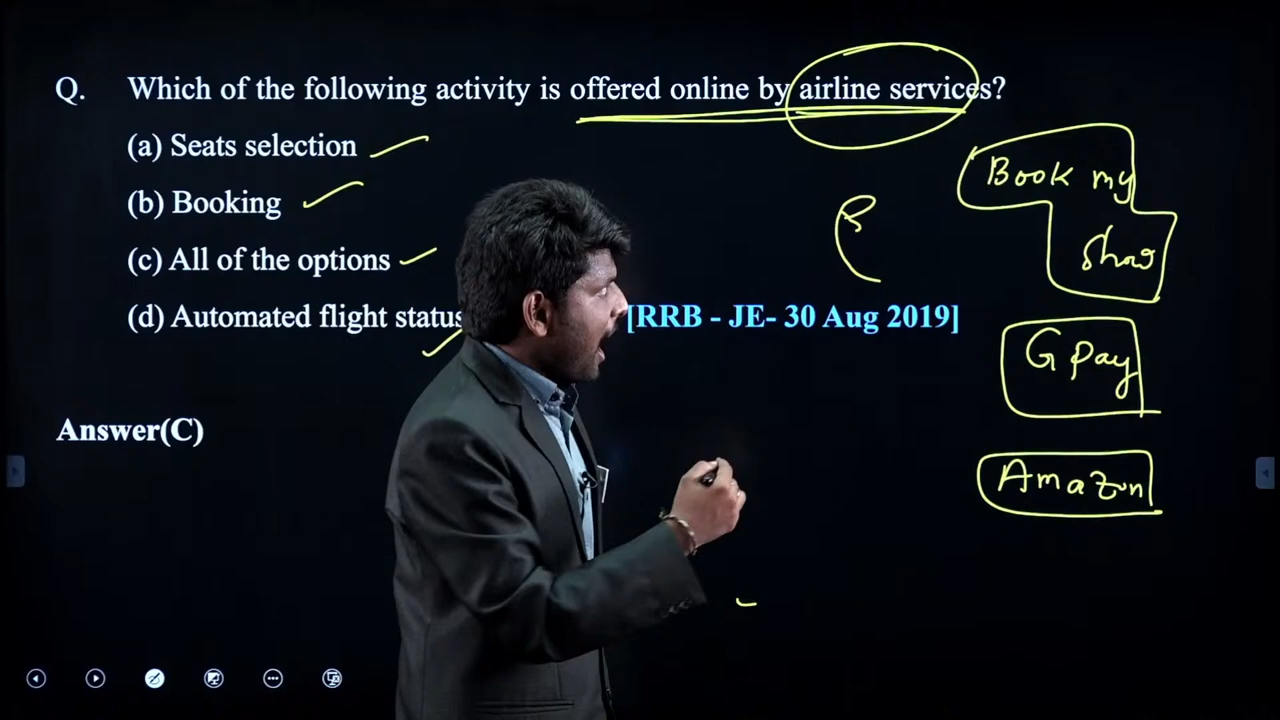 Q. Which of the following activity is offered online by airline services?
(a) Seats selection
(b) Booking
(c) All of the options
(d) Automated flight status
[RRB - JE- 30 Aug 2019]
Answer(C)
Book my
Show
G Pay
Amazon